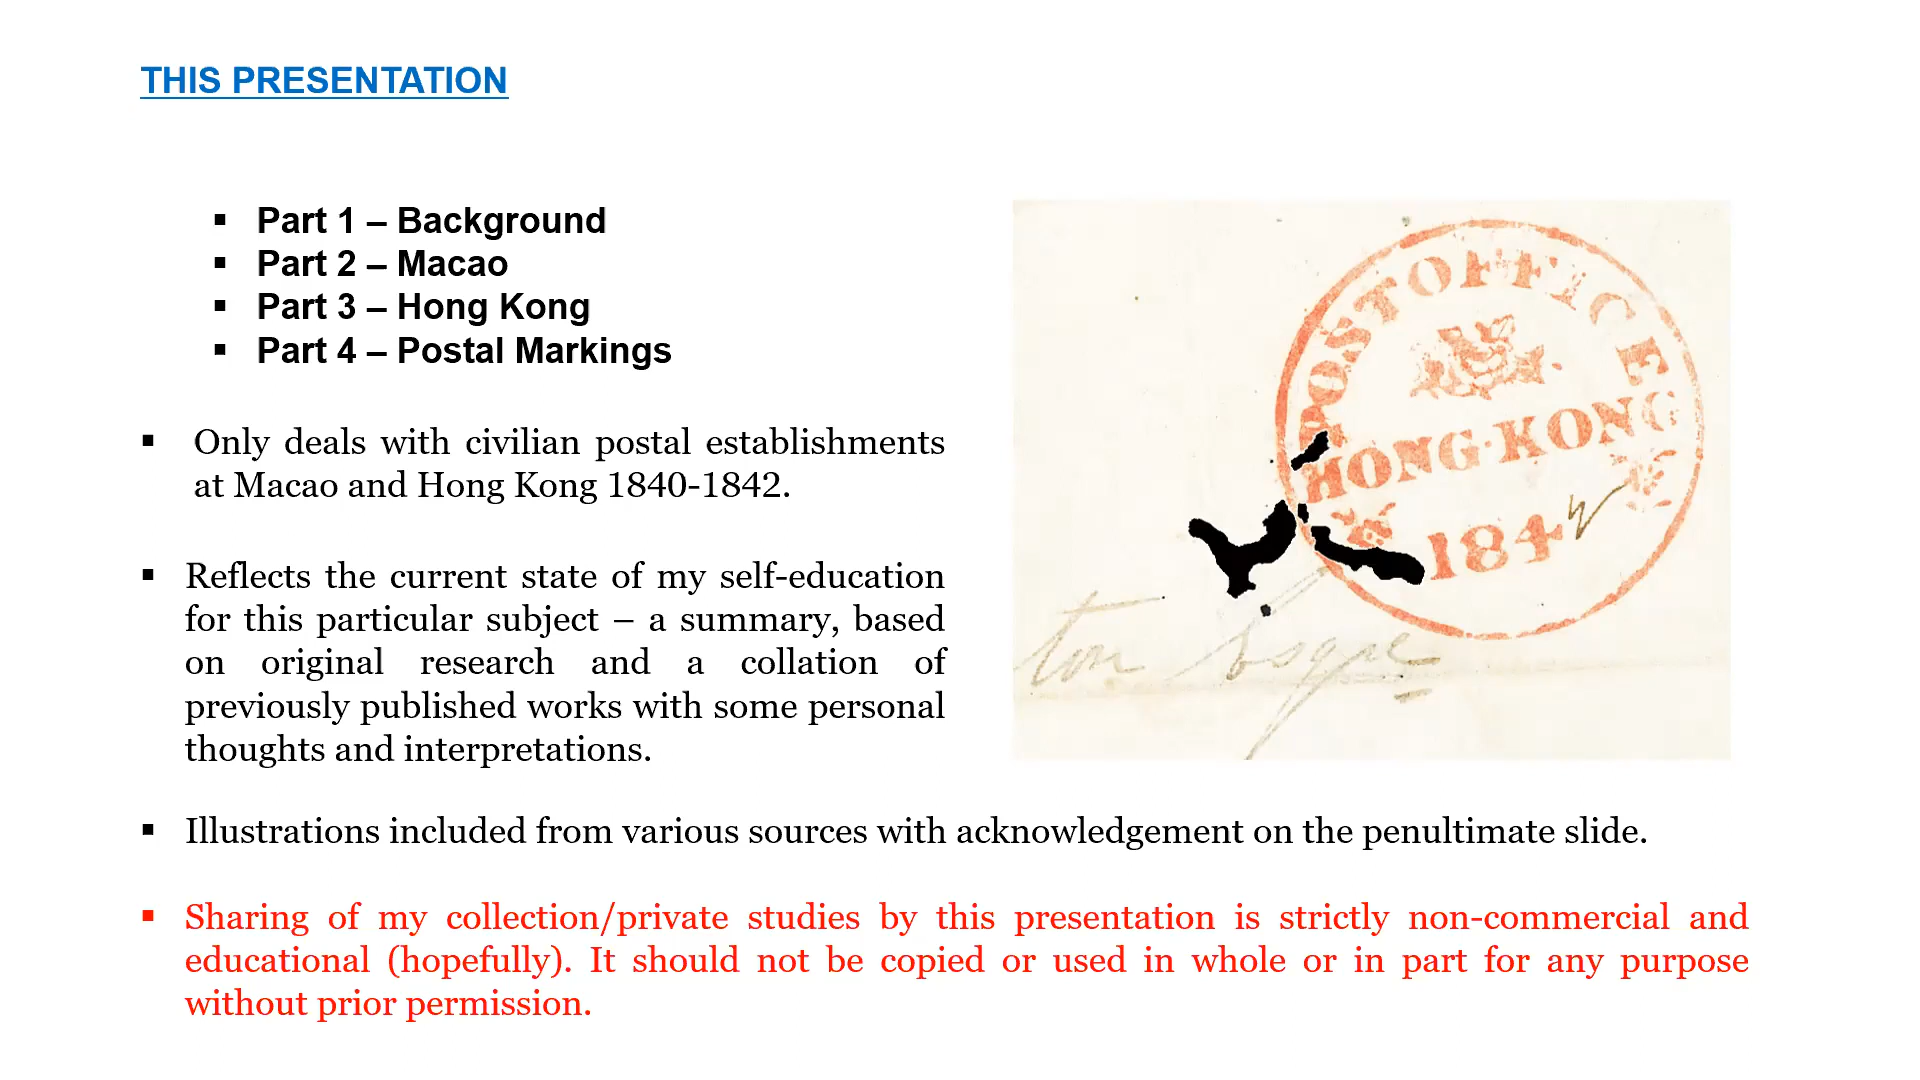 THIS PRESENTATION
▪ Part 1 – Background
▪ Part 2 – Macao
▪ Part 3 – Hong Kong
▪ Part 4 – Postal Markings
▪ Only deals with civilian postal establishments
at Macao and Hong Kong 1840-1842.
▪ Reflects the current state of my self-education
for this particular subject – a summary, based
on original research and a collation of
previously published works with some personal
thoughts and interpretations.
POST OFFICE
HONG·KONG
184
▪ Illustrations included from various sources with acknowledgement on the penultimate slide.
▪ Sharing of my collection/private studies by this presentation is strictly non-commercial and
educational (hopefully). It should not be copied or used in whole or in part for any purpose
without prior permission.